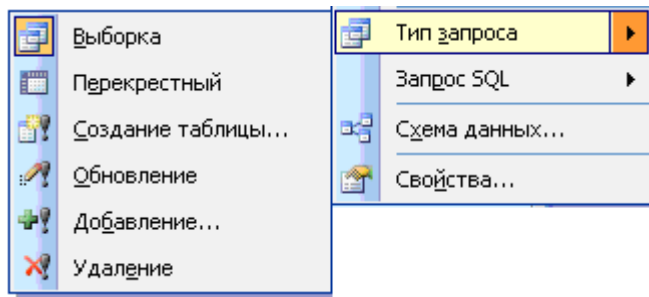 Выборка
Перекрестный
Создание таблицы...
Обновление
Добавление...
Удаление
Тип запроса
Запрос SQL
Схема данных...
Свойства...